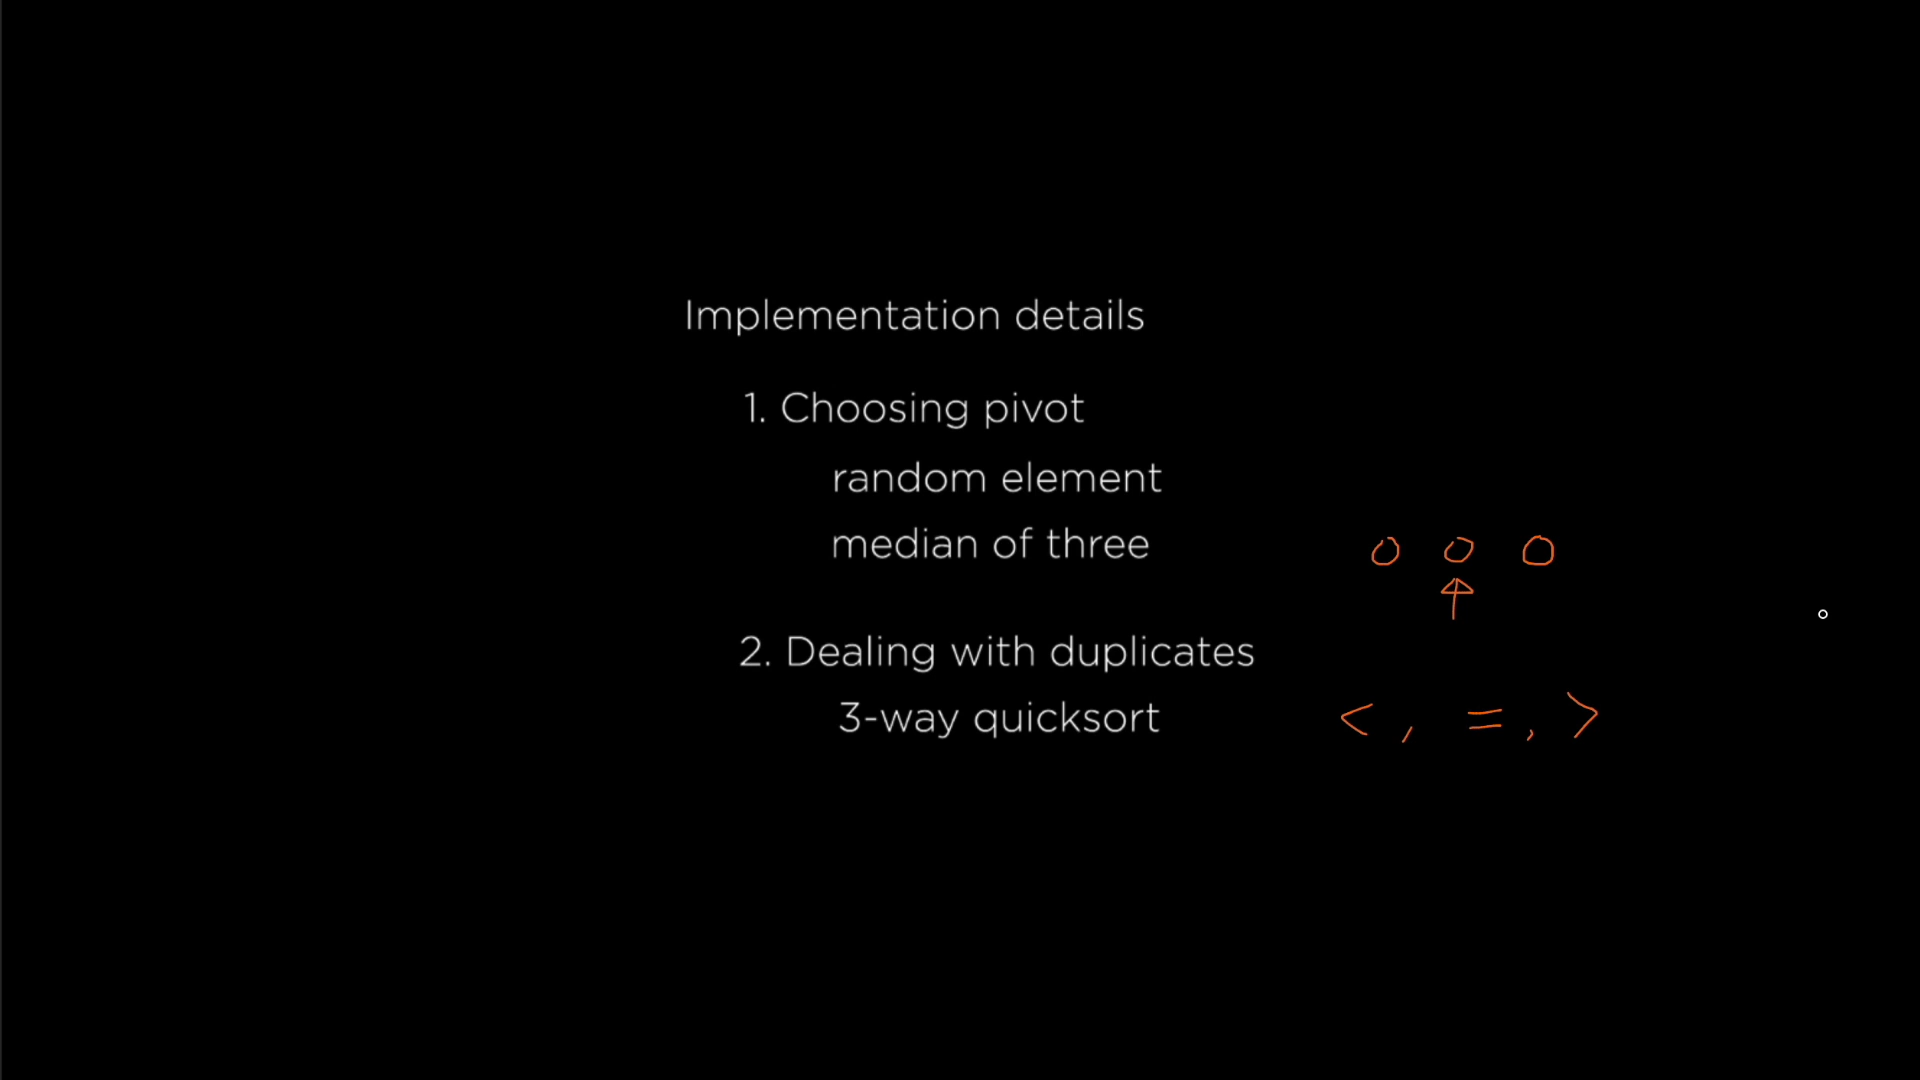 Implementation details
1. Choosing pivot
random element
median of three
O O O
↑
2. Dealing with duplicates
3-way quicksort
< , = , >